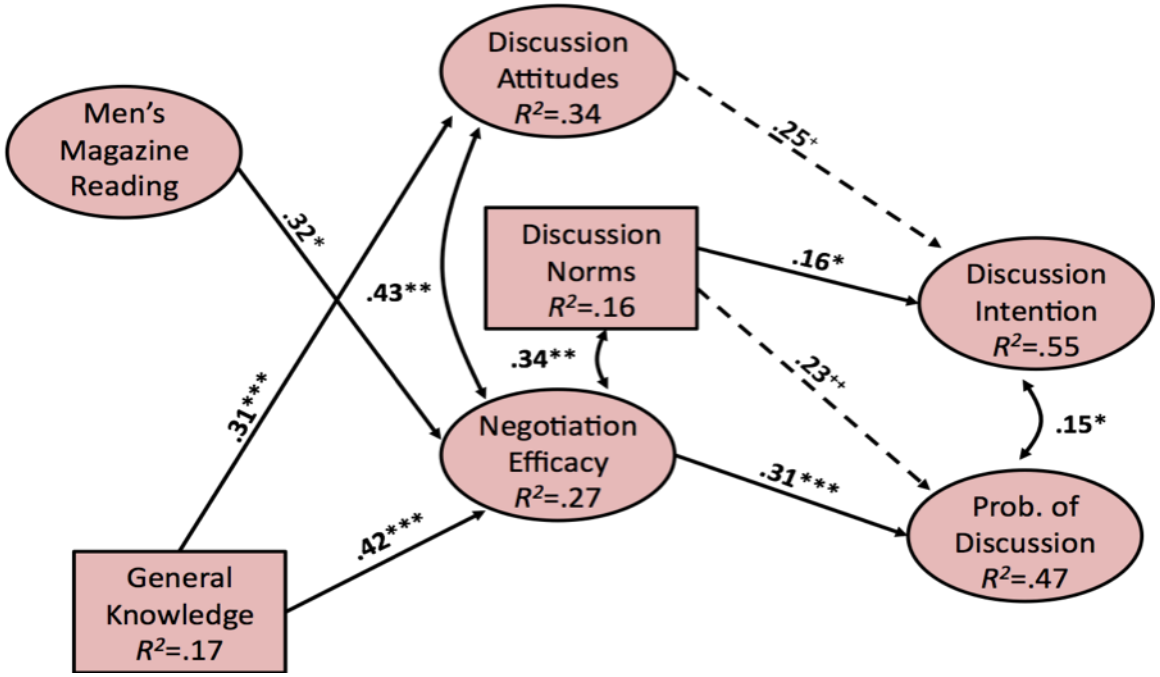 Discussion
Attitudes
R²=.34
Men’s
Magazine
Reading
.25⁺
.32*
Discussion
Norms
R²=.16
.16*
Discussion
Intention
R²=.55
.43**
.34**
.23⁺⁺
.31***
Negotiation
Efficacy
R²=.27
.15*
.31***
Prob. of
Discussion
R²=.47
.42***
General
Knowledge
R²=.17